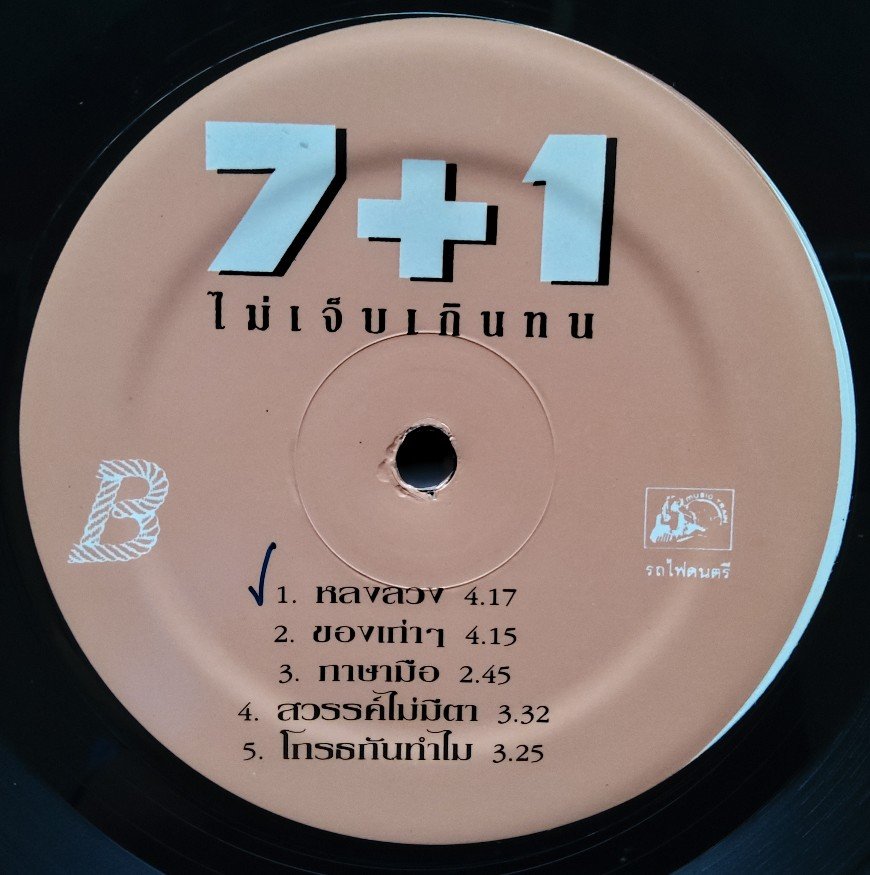 7+1
ไม่เจ็บเกินทน
B
MUSIC TRAIN
รถไฟดนตรี
1. หลงลวง 4.17
2. ของเก่าๆ 4.15
3. ภาษามือ 2.45
4. สวรรค์ไม่มีตา 3.32
5. โกรธกันทำไม 3.25